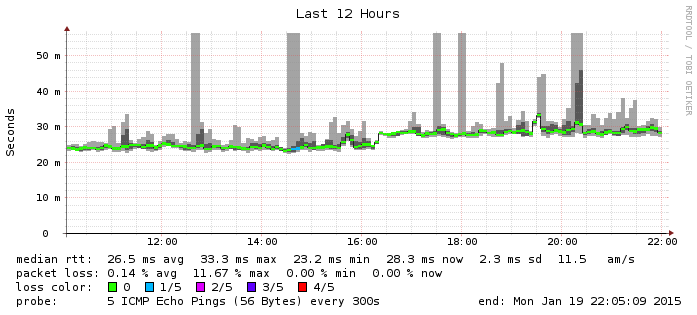 Last 12 Hours
RRDTOOL / TOBI OETIKER
Seconds
50 m
40 m
30 m
20 m
10 m
0
12:00 14:00 16:00 18:00 20:00 22:00
median rtt: 26.5 ms avg 33.3 ms max 23.2 ms min 28.3 ms now 2.3 ms sd 11.5 am/s
packet loss: 0.14 % avg 11.67 % max 0.00 % min 0.00 % now
loss color: 0 1/5 2/5 3/5 4/5
probe: 5 ICMP Echo Pings (56 Bytes) every 300s end: Mon Jan 19 22:05:09 2015